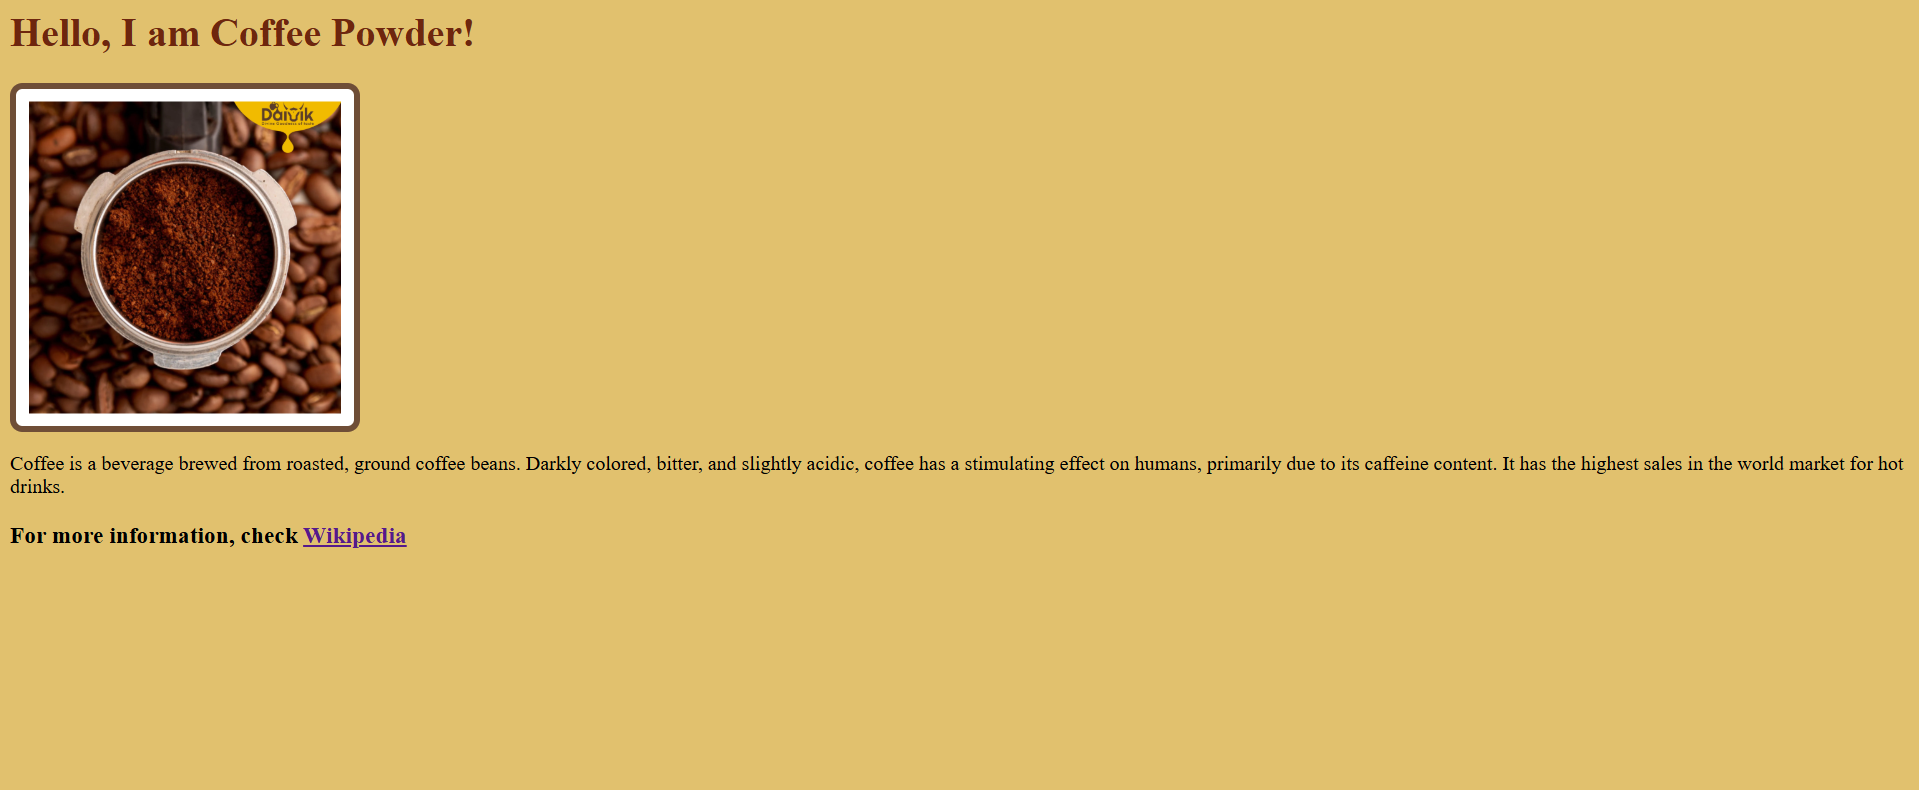 Hello, I am Coffee Powder!
Daivik
Coffee is a beverage brewed from roasted, ground coffee beans. Darkly colored, bitter, and slightly acidic, coffee has a stimulating effect on humans, primarily due to its caffeine content. It has the highest sales in the world market for hot
drinks.
For more information, check Wikipedia